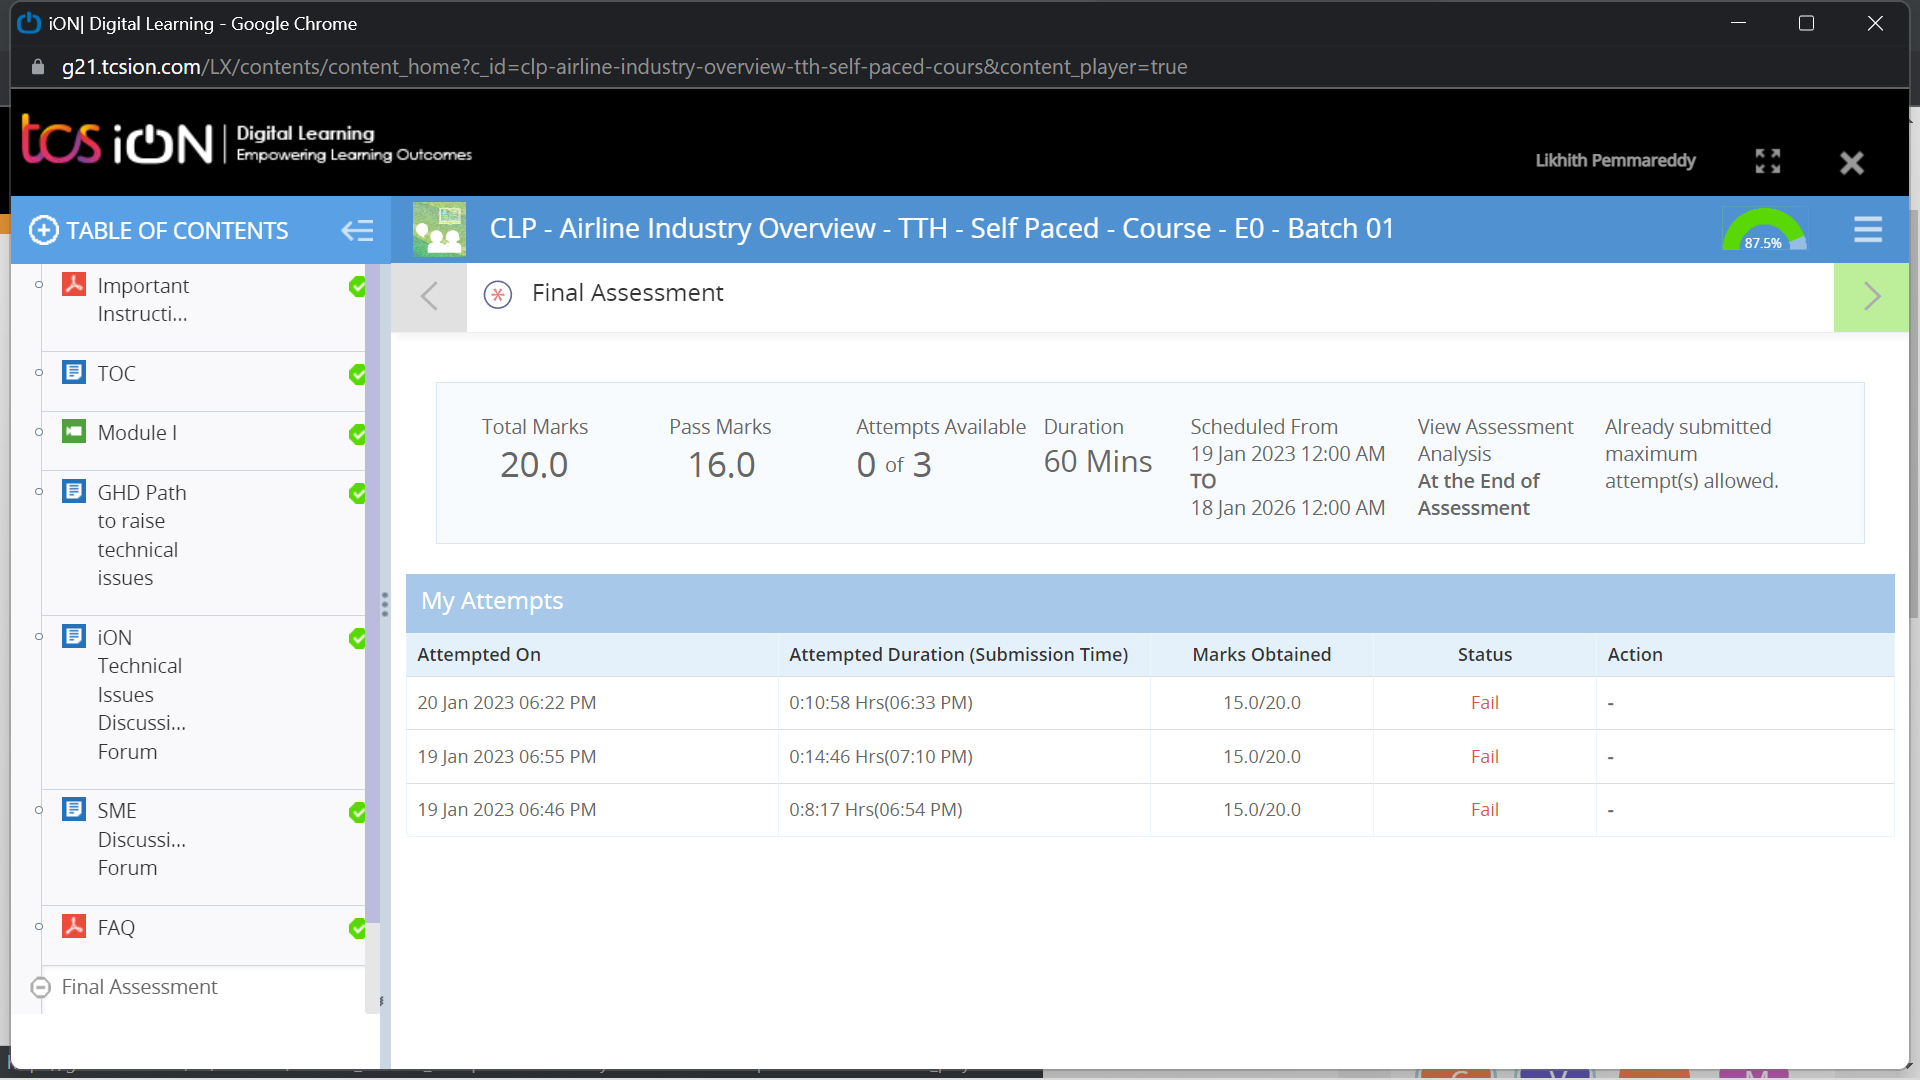 iON| Digital Learning - Google Chrome
g21.tcsion.com/LX/contents/content_home?c_id=clp-airline-industry-overview-tth-self-paced-cours&content_player=true
tcs iON | Digital Learning
Empowering Learning Outcomes
Likhith Pemmareddy
TABLE OF CONTENTS
CLP - Airline Industry Overview - TTH - Self Paced - Course - E0 - Batch 01
87.5%
Important
Instructi...
TOC
Module I
GHD Path
to raise
technical
issues
iON
Technical
Issues
Discussi...
Forum
SME
Discussi...
Forum
FAQ
Final Assessment
Final Assessment
Total Marks
20.0
Pass Marks
16.0
Attempts Available
0 of 3
Duration
60 Mins
Scheduled From
19 Jan 2023 12:00 AM
TO
18 Jan 2026 12:00 AM
View Assessment
Analysis
At the End of
Assessment
Already submitted
maximum
attempt(s) allowed.
My Attempts
Attempted On Attempted Duration (Submission Time) Marks Obtained Status Action
20 Jan 2023 06:22 PM 0:10:58 Hrs(06:33 PM) 15.0/20.0 Fail -
19 Jan 2023 06:55 PM 0:14:46 Hrs(07:10 PM) 15.0/20.0 Fail -
19 Jan 2023 06:46 PM 0:8:17 Hrs(06:54 PM) 15.0/20.0 Fail -